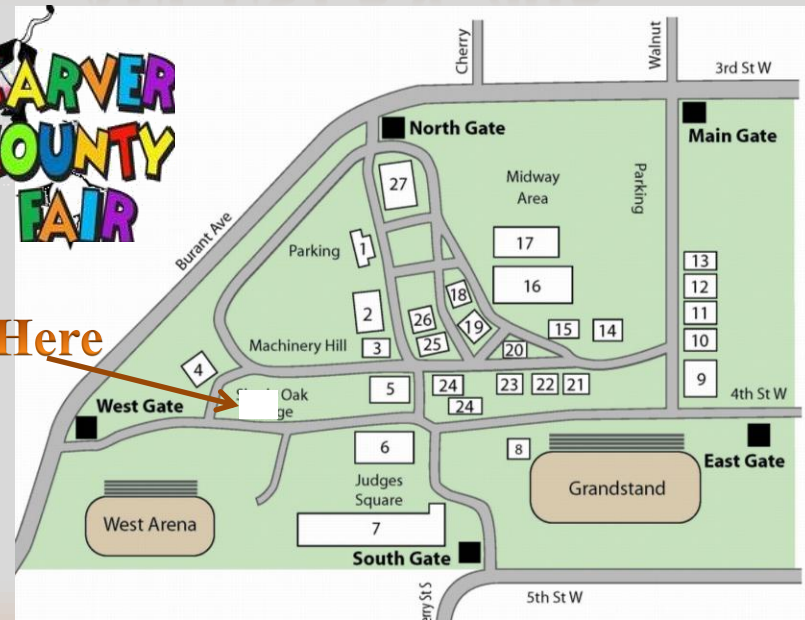 ARVER
OUNTY
FAIR
Cherry
Walnut
3rd St W
North Gate
Main Gate
27
Midway
Area
Parking
Burant Ave
Parking
1
17
16
13
12
11
10
9
18
2
26
19
15
14
25
3
20
Here
Machinery Hill
4
5
24
24
23
22
21
4th St W
Oak
West Gate
6
8
East Gate
Judges
Square
Grandstand
West Arena
7
South Gate
5th St W
St S